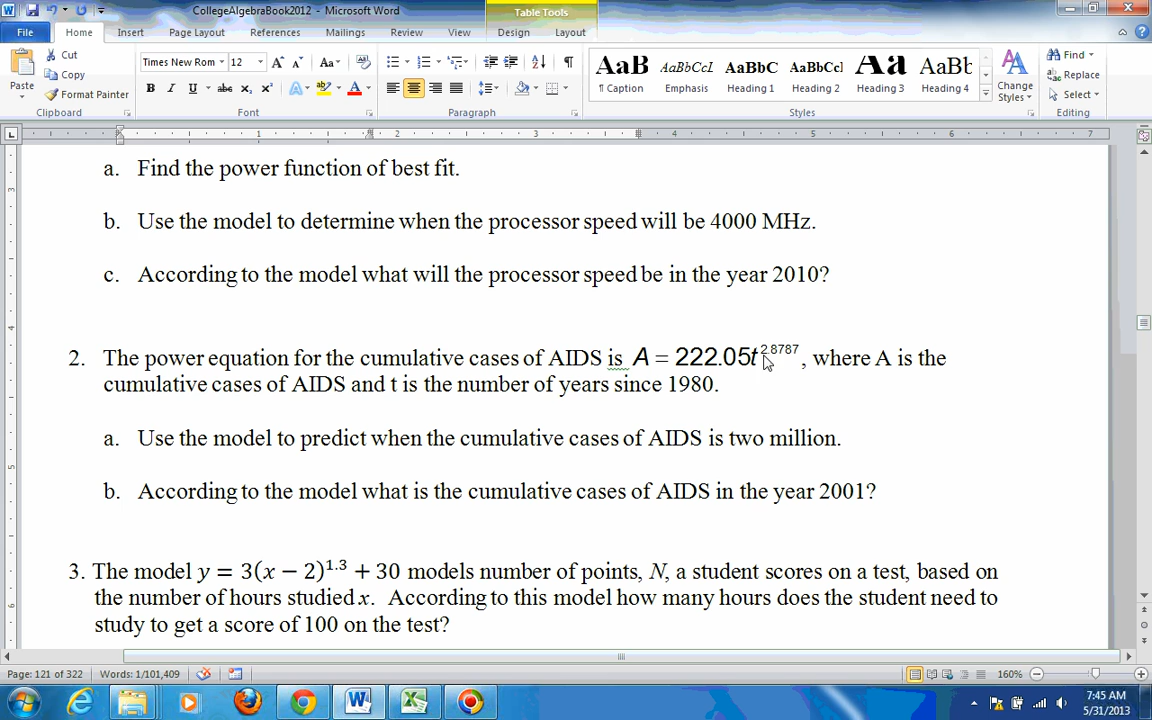 CollegeAlgebraBook2012 - Microsoft Word
Table Tools
File Home Insert Page Layout References Mailings Review View Design Layout
Cut
Copy
Format Painter
Paste
Times New Rom 12
AaB AaBbCcL AaBbC AaBbCc AaB AaBbC
¶ Caption Emphasis Heading 1 Heading 2 Heading 3 Heading 4
Change Styles
Find
Replace
Select
Clipboard Font Paragraph Styles Editing
a. Find the power function of best fit.
b. Use the model to determine when the processor speed will be 4000 MHz.
c. According to the model what will the processor speed be in the year 2010?
2. The power equation for the cumulative cases of AIDS is A = 222.05t^2.8787, where A is the
cumulative cases of AIDS and t is the number of years since 1980.
a. Use the model to predict when the cumulative cases of AIDS is two million.
b. According to the model what is the cumulative cases of AIDS in the year 2001?
3. The model y = 3(x − 2)^1.3 + 30 models number of points, N, a student scores on a test, based on
the number of hours studied x. According to this model how many hours does the student need to
study to get a score of 100 on the test?
Page: 121 of 322 Words: 1/101,409 160%
7:45 AM
5/31/2013